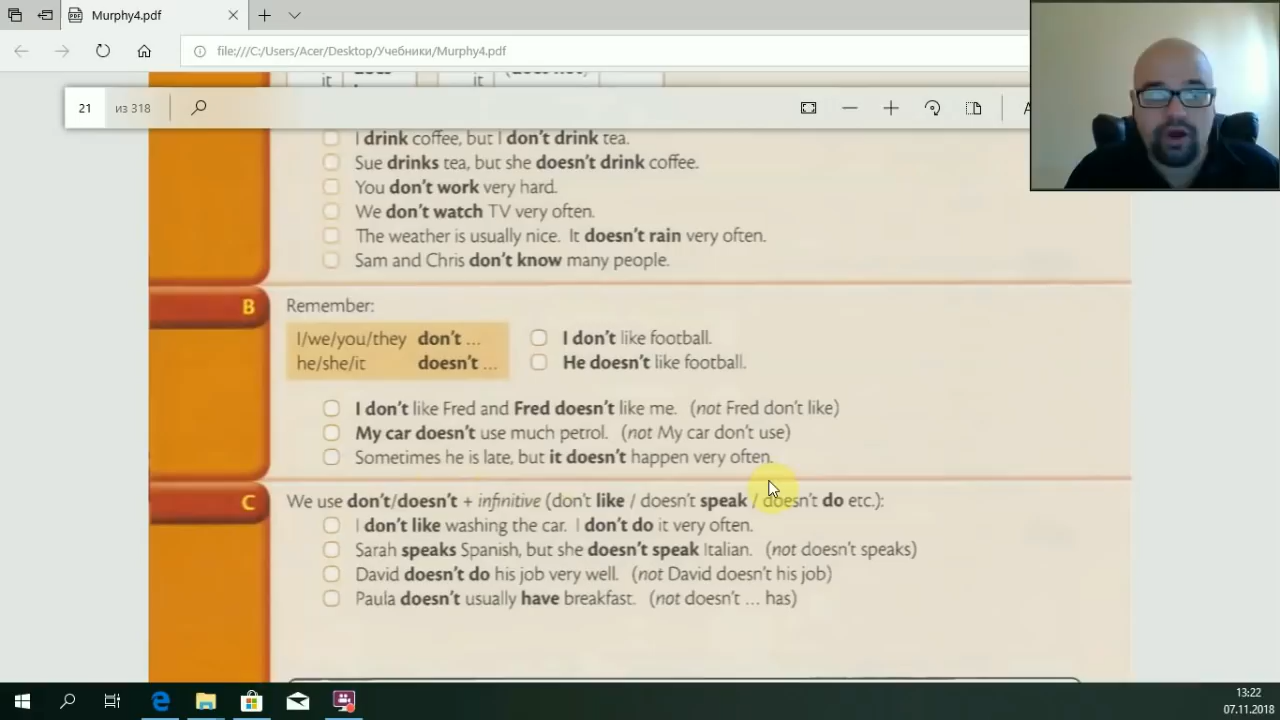 Murphy4.pdf
file:///C:/Users/Acer/Desktop/Учебники/Murphy4.pdf
it
it
21 из 318
I drink coffee, but I don't drink tea.
Sue drinks tea, but she doesn't drink coffee.
You don't work very hard.
We don't watch TV very often.
The weather is usually nice. It doesn't rain very often.
Sam and Chris don't know many people.
B
Remember:
I/we/you/they don't ...
he/she/it doesn't ...
I don't like football.
He doesn't like football.
I don't like Fred and Fred doesn't like me. (not Fred don't like)
My car doesn't use much petrol. (not My car don't use)
Sometimes he is late, but it doesn't happen very often.
C
We use don't/doesn't + infinitive (don't like / doesn't speak / doesn't do etc.):
I don't like washing the car. I don't do it very often.
Sarah speaks Spanish, but she doesn't speak Italian. (not doesn't speaks)
David doesn't do his job very well. (not David doesn't his job)
Paula doesn't usually have breakfast. (not doesn't ... has)
13:22
07.11.2018